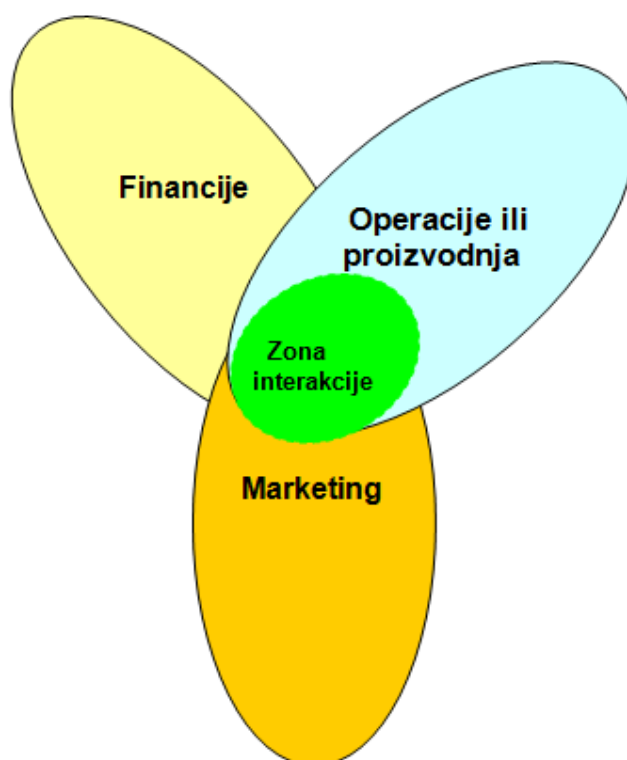 Financije
Operacije ili
proizvodnja
Zona
interakcije
Marketing